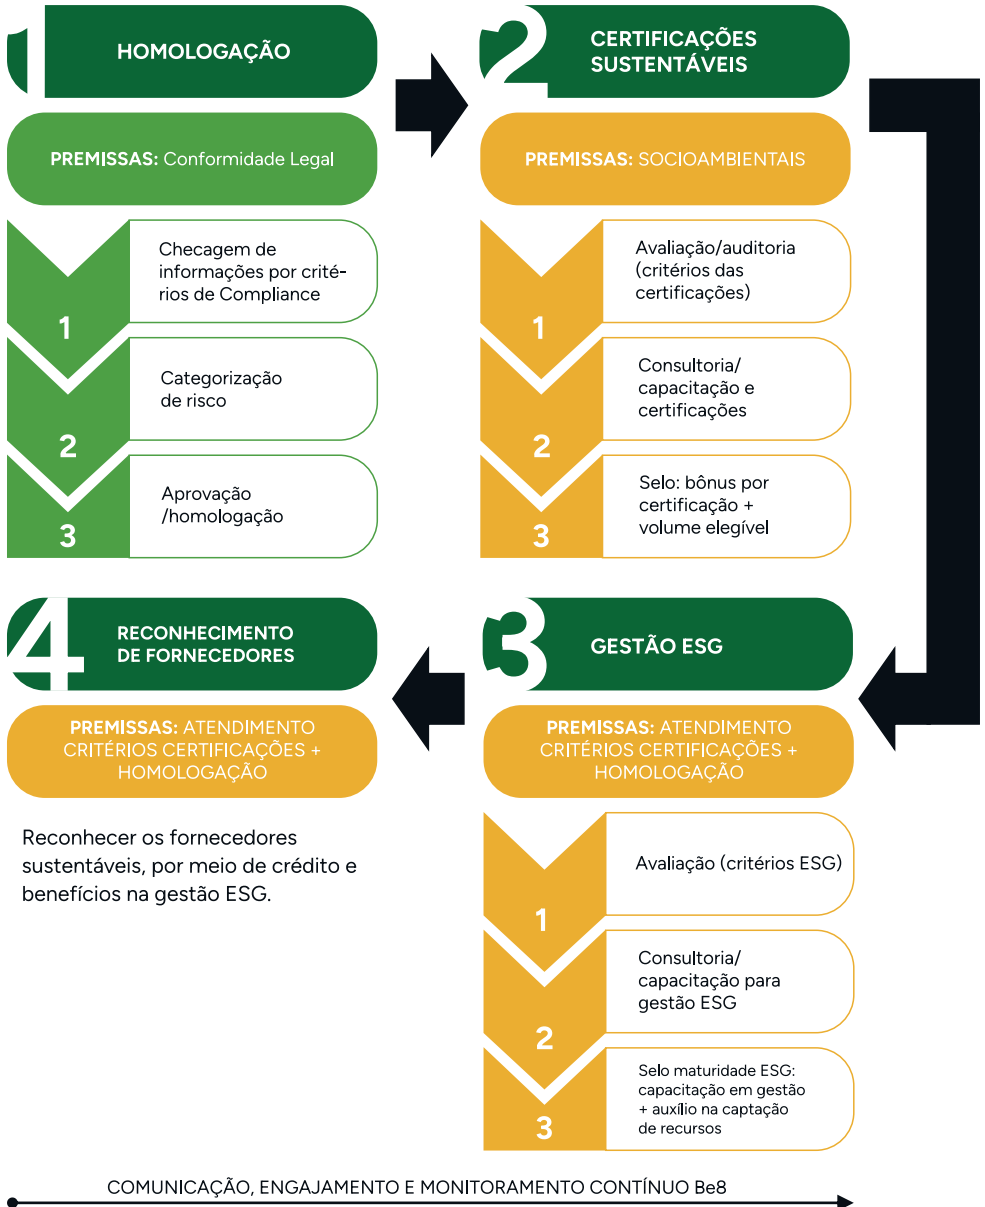 1
HOMOLOGAÇÃO
PREMISSAS: Conformidade Legal
1
Checagem de
informações por crité-
rios de Compliance
2
Categorização
de risco
3
Aprovação
/homologação
2
CERTIFICAÇÕES
SUSTENTÁVEIS
PREMISSAS: SOCIOAMBIENTAIS
1
Avaliação/auditoria
(critérios das
certificações)
2
Consultoria/
capacitação e
certificações
3
Selo: bônus por
certificação +
volume elegível
3
GESTÃO ESG
PREMISSAS: ATENDIMENTO
CRITÉRIOS CERTIFICAÇÕES +
HOMOLOGAÇÃO
1
Avaliação (critérios ESG)
2
Consultoria/
capacitação para
gestão ESG
3
Selo maturidade ESG:
capacitação em gestão
+ auxílio na captação
de recursos
4
RECONHECIMENTO
DE FORNECEDORES
PREMISSAS: ATENDIMENTO
CRITÉRIOS CERTIFICAÇÕES +
HOMOLOGAÇÃO
Reconhecer os fornecedores
sustentáveis, por meio de crédito e
benefícios na gestão ESG.
COMUNICAÇÃO, ENGAJAMENTO E MONITORAMENTO CONTÍNUO Be8